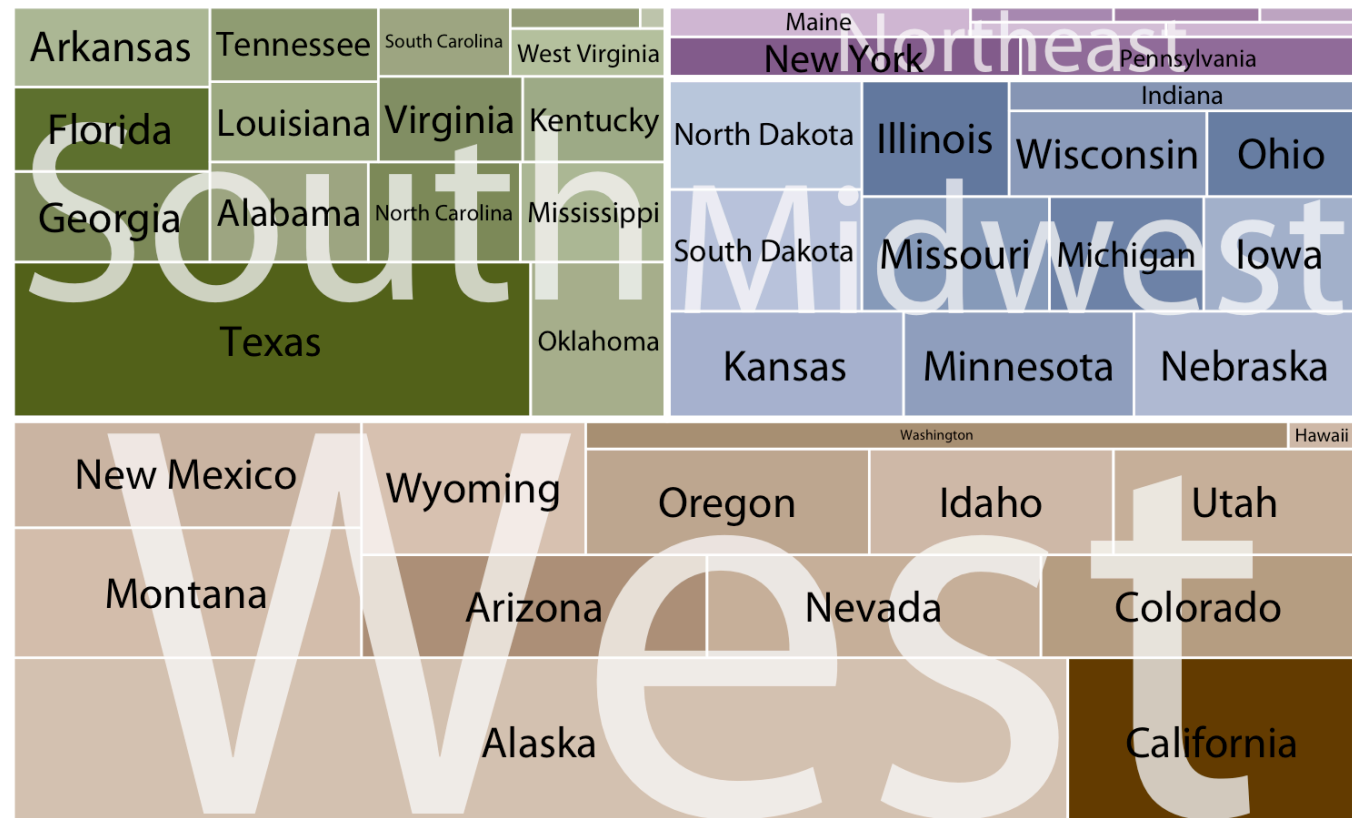 South
Arkansas
Tennessee
South Carolina
West Virginia
Florida
Louisiana
Virginia
Kentucky
Georgia
Alabama
North Carolina
Mississippi
Texas
Oklahoma
Northeast
Maine
New York
Pennsylvania
Midwest
North Dakota
Illinois
Indiana
Wisconsin
Ohio
South Dakota
Missouri
Michigan
Iowa
Kansas
Minnesota
Nebraska
West
New Mexico
Wyoming
Washington
Hawaii
Oregon
Idaho
Utah
Montana
Arizona
Nevada
Colorado
Alaska
California